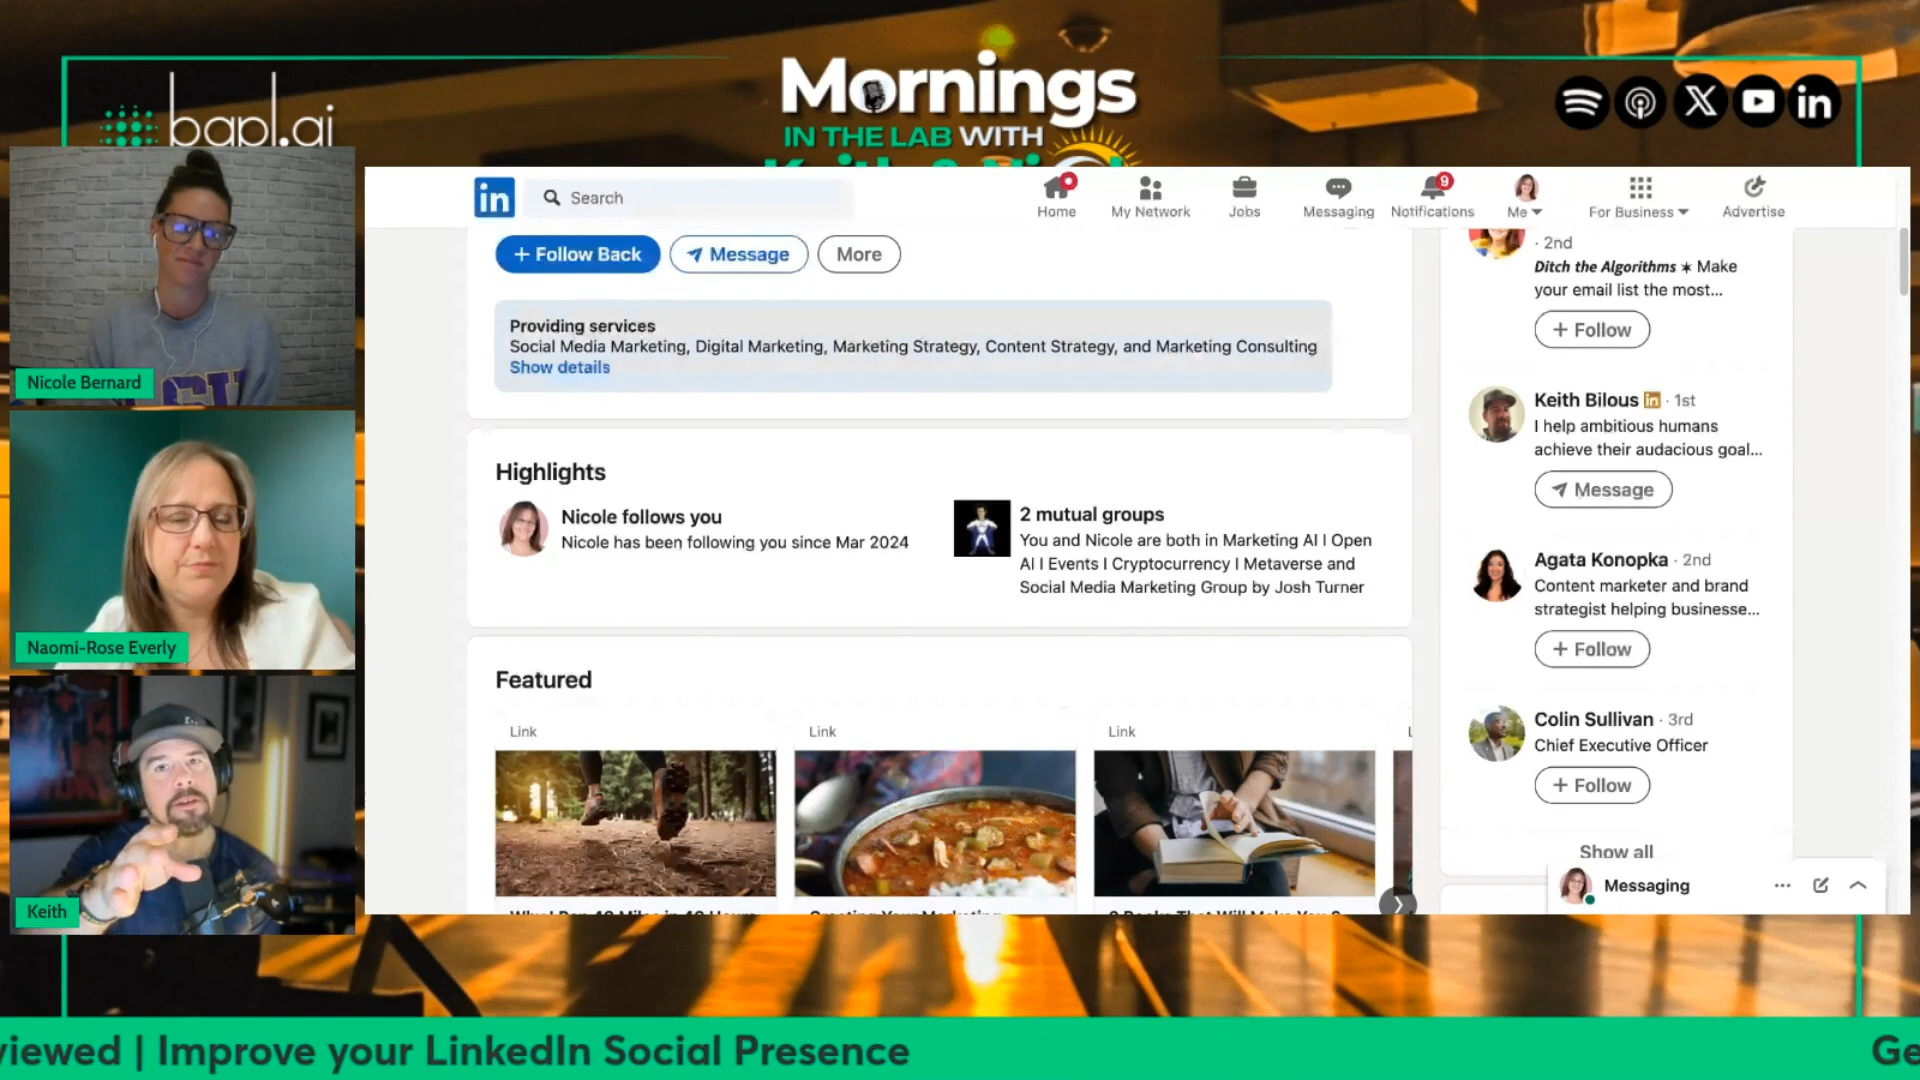 bapl.ai
Mornings
IN THE LAB WITH
in
Nicole Bernard
Naomi-Rose Everly
Keith
in
Search
Home
My Network
Jobs
Messaging
9
Notifications
Me
For Business
Advertise
+ Follow Back
Message
More
Providing services
Social Media Marketing, Digital Marketing, Marketing Strategy, Content Strategy, and Marketing Consulting
Show details
Highlights
Nicole follows you
Nicole has been following you since Mar 2024
2 mutual groups
You and Nicole are both in Marketing AI I Open
AI I Events I Cryptocurrency I Metaverse and
Social Media Marketing Group by Josh Turner
Featured
Link
Link
Link
· 2nd
Ditch the Algorithms ✶ Make
your email list the most...
+ Follow
Keith Bilous in · 1st
I help ambitious humans
achieve their audacious goal...
Message
Agata Konopka · 2nd
Content marketer and brand
strategist helping businesse...
+ Follow
Colin Sullivan · 3rd
Chief Executive Officer
+ Follow
Show all
Messaging
viewed | Improve your LinkedIn Social Presence
Ge